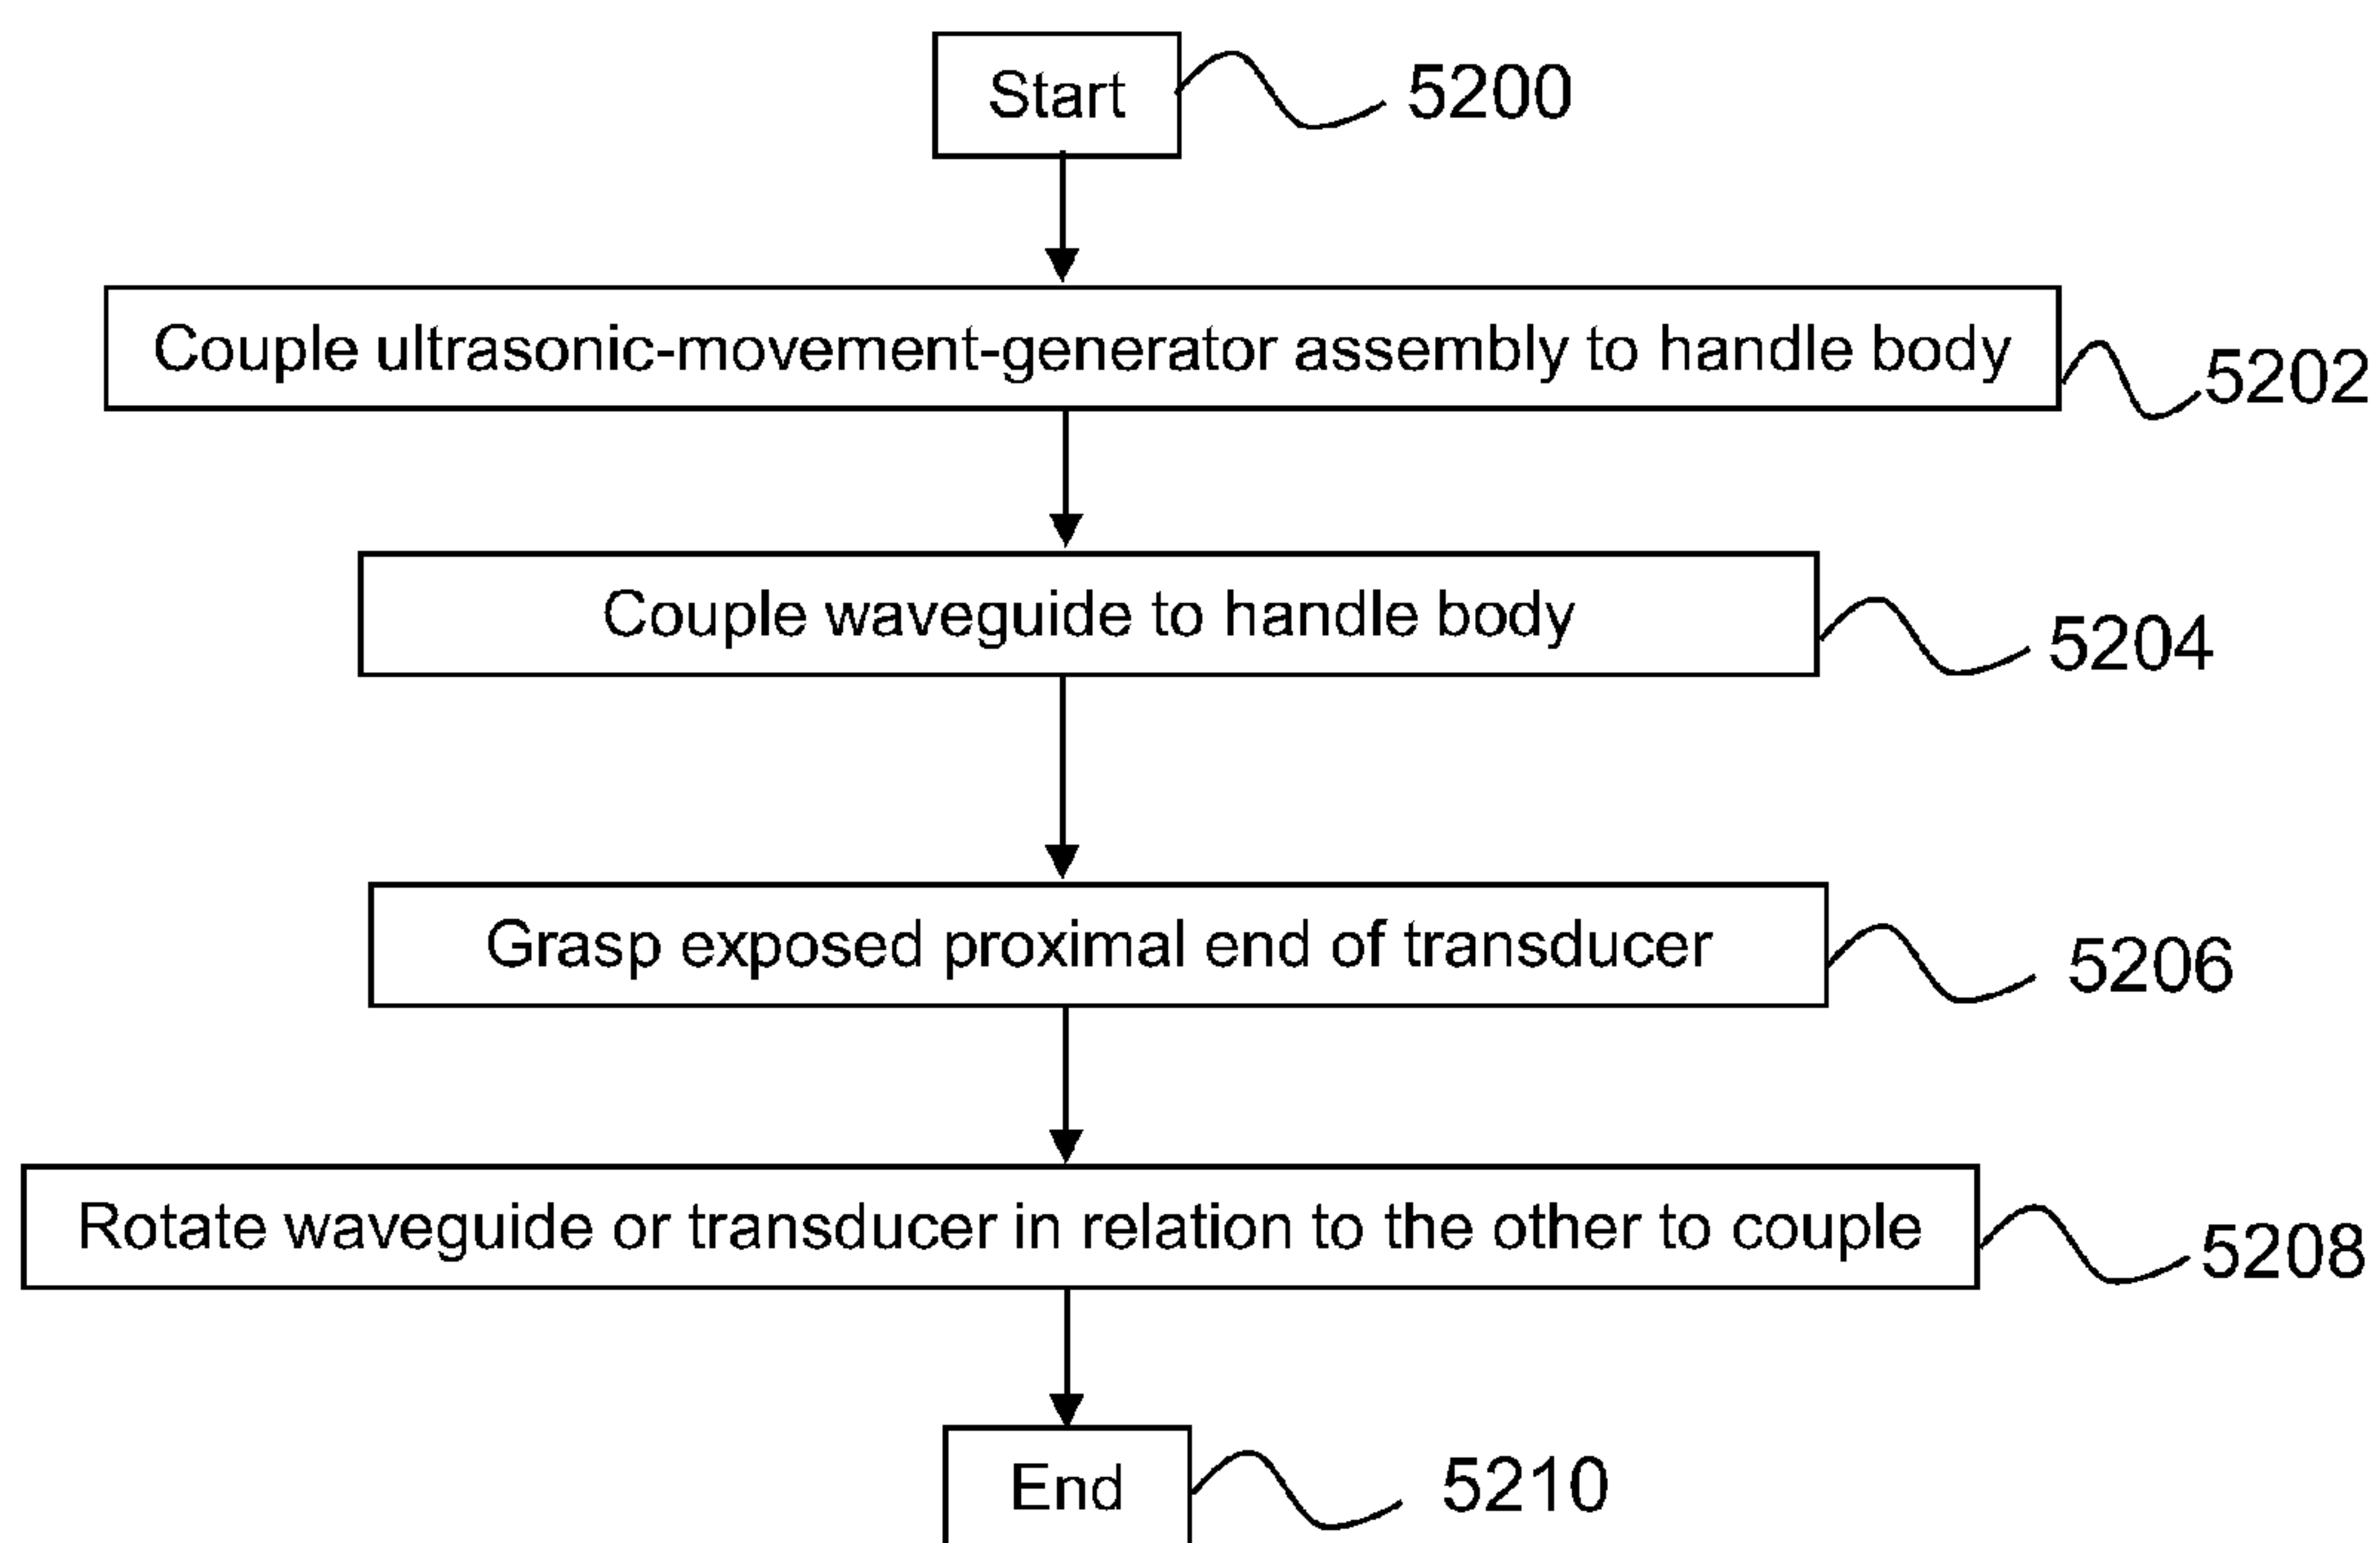 Start
5200
Couple ultrasonic-movement-generator assembly to handle body
5202
Couple waveguide to handle body
5204
Grasp exposed proximal end of transducer
5206
Rotate waveguide or transducer in relation to the other to couple
5208
End
5210